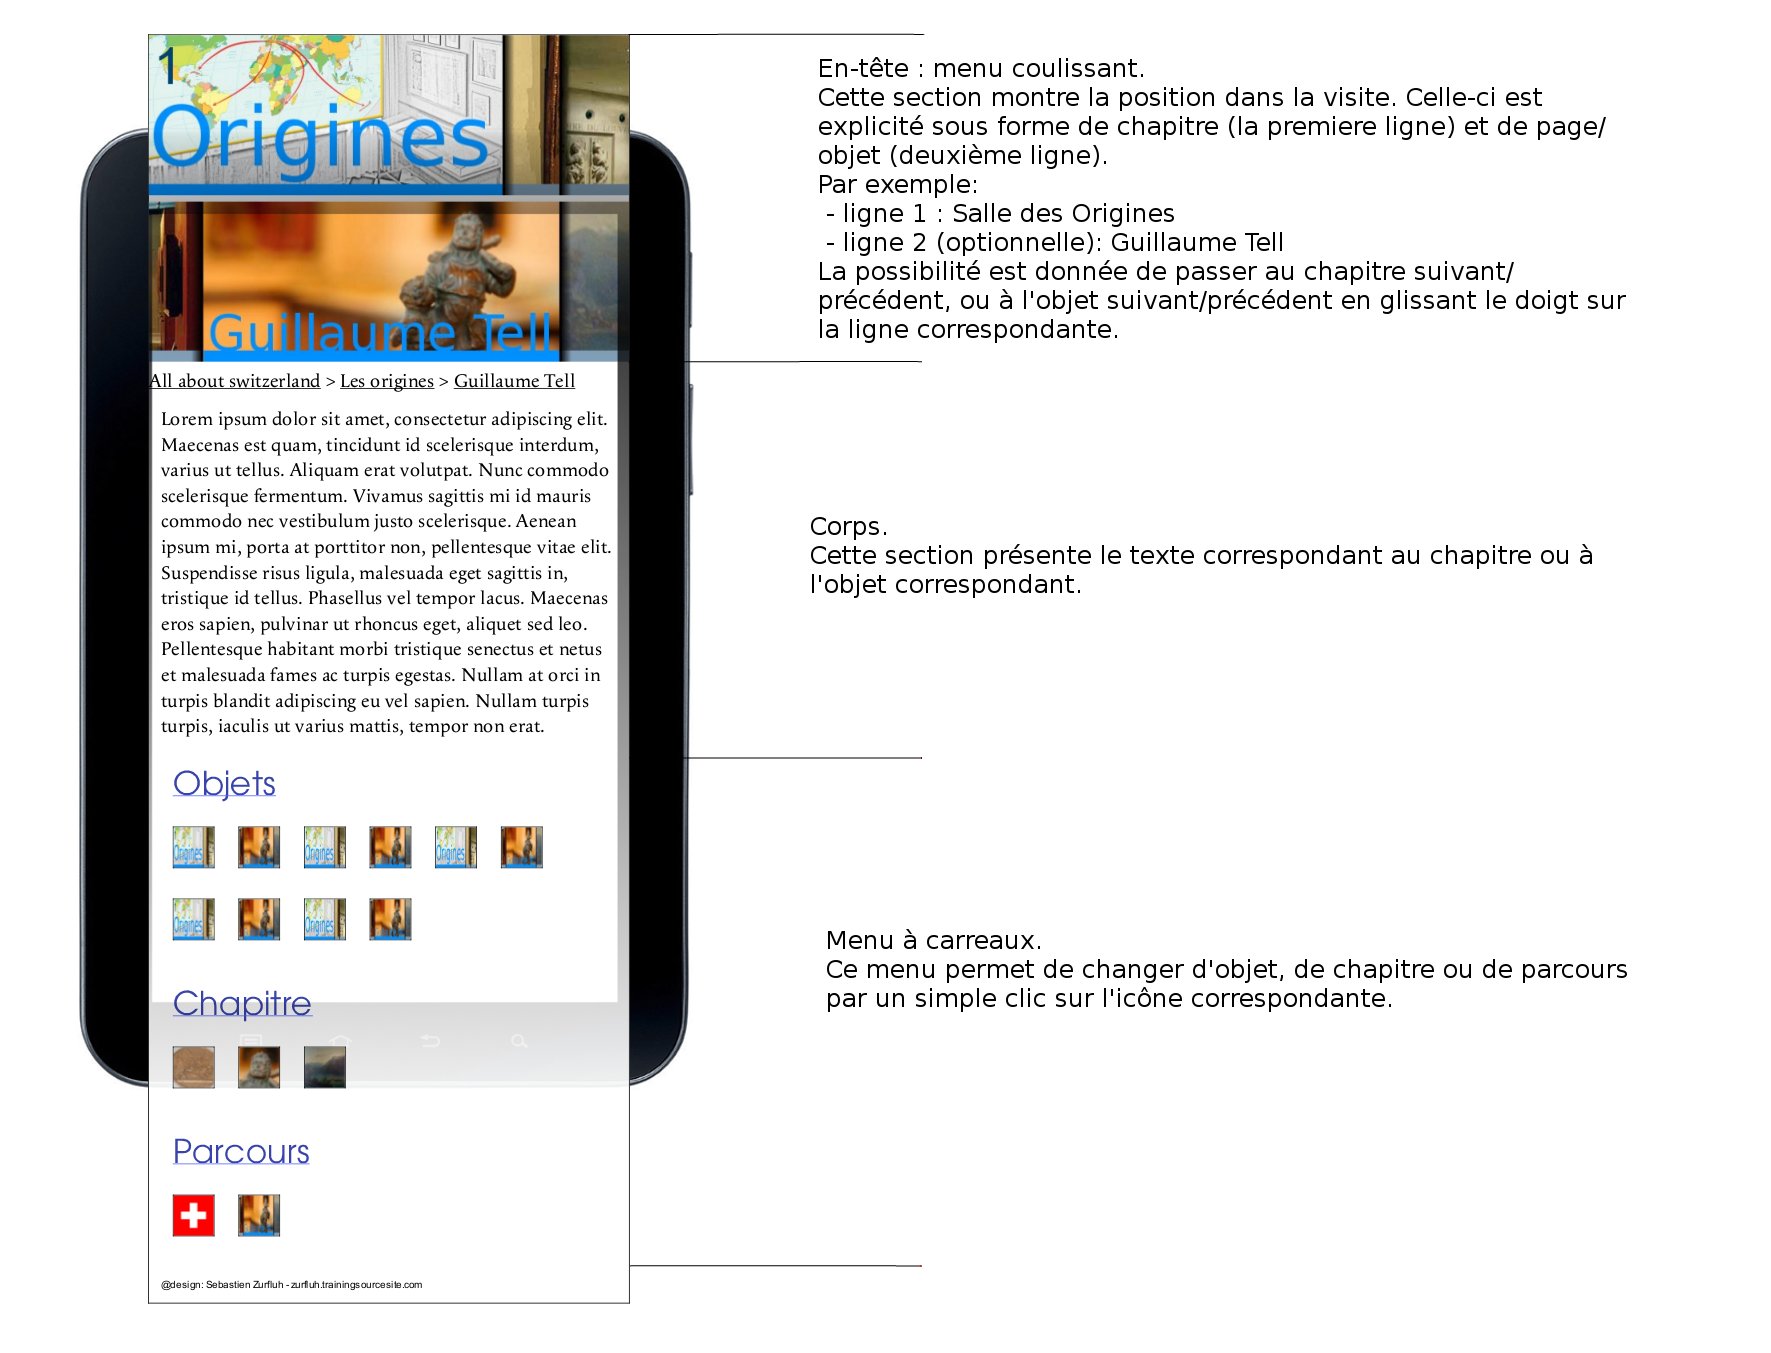 1
Origines
Guillaume Tell
All about switzerland > Les origines > Guillaume Tell
Lorem ipsum dolor sit amet, consectetur adipiscing elit.
Maecenas est quam, tincidunt id scelerisque interdum,
varius ut tellus. Aliquam erat volutpat. Nunc commodo
scelerisque fermentum. Vivamus sagittis mi id mauris
commodo nec vestibulum justo scelerisque. Aenean
ipsum mi, porta at porttitor non, pellentesque vitae elit.
Suspendisse risus ligula, malesuada eget sagittis in,
tristique id tellus. Phasellus vel tempor lacus. Maecenas
eros sapien, pulvinar ut rhoncus eget, aliquet sed leo.
Pellentesque habitant morbi tristique senectus et netus
et malesuada fames ac turpis egestas. Nullam at orci in
turpis blandit adipiscing eu vel sapien. Nullam turpis
turpis, iaculis ut varius mattis, tempor non erat.
Objets
Origines
Origines
Origines
Origines
Origines
Chapitre
Parcours
@design: Sebastien Zurfluh - zurfluh.trainingsourcesite.com
En-tête : menu coulissant.
Cette section montre la position dans la visite. Celle-ci est
explicité sous forme de chapitre (la premiere ligne) et de page/
objet (deuxième ligne).
Par exemple:
- ligne 1 : Salle des Origines
- ligne 2 (optionnelle): Guillaume Tell
La possibilité est donnée de passer au chapitre suivant/
précédent, ou à l'objet suivant/précédent en glissant le doigt sur
la ligne correspondante.
Corps.
Cette section présente le texte correspondant au chapitre ou à
l'objet correspondant.
Menu à carreaux.
Ce menu permet de changer d'objet, de chapitre ou de parcours
par un simple clic sur l'icône correspondante.